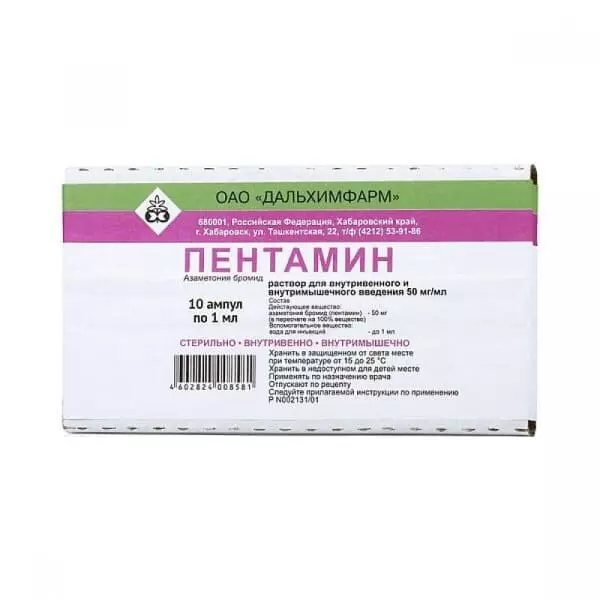 ОАО «ДАЛЬХИМФАРМ»
680001, Российская Федерация, Хабаровский край,
г. Хабаровск, ул. Ташкентская, 22, т/ф (4212) 53-91-86
ПЕНТАМИН
Азаметония бромид
раствор для внутривенного и
внутримышечного введения 50 мг/мл
10 ампул
по 1 мл
Состав
Действующее вещество:
азаметония бромид (пентамин) - 50 мг
(в пересчете на 100% вещество)
Вспомогательное вещество:
вода для инъекций - до 1 мл
СТЕРИЛЬНО • ВНУТРИВЕННО • ВНУТРИМЫШЕЧНО
Хранить в защищенном от света месте
при температуре от 15 до 25 °С
Хранить в недоступном для детей месте
Применять по назначению врача
Отпускают по рецепту
Следуйте прилагаемой инструкции по применению
Р N002131/01
4 602824 008581